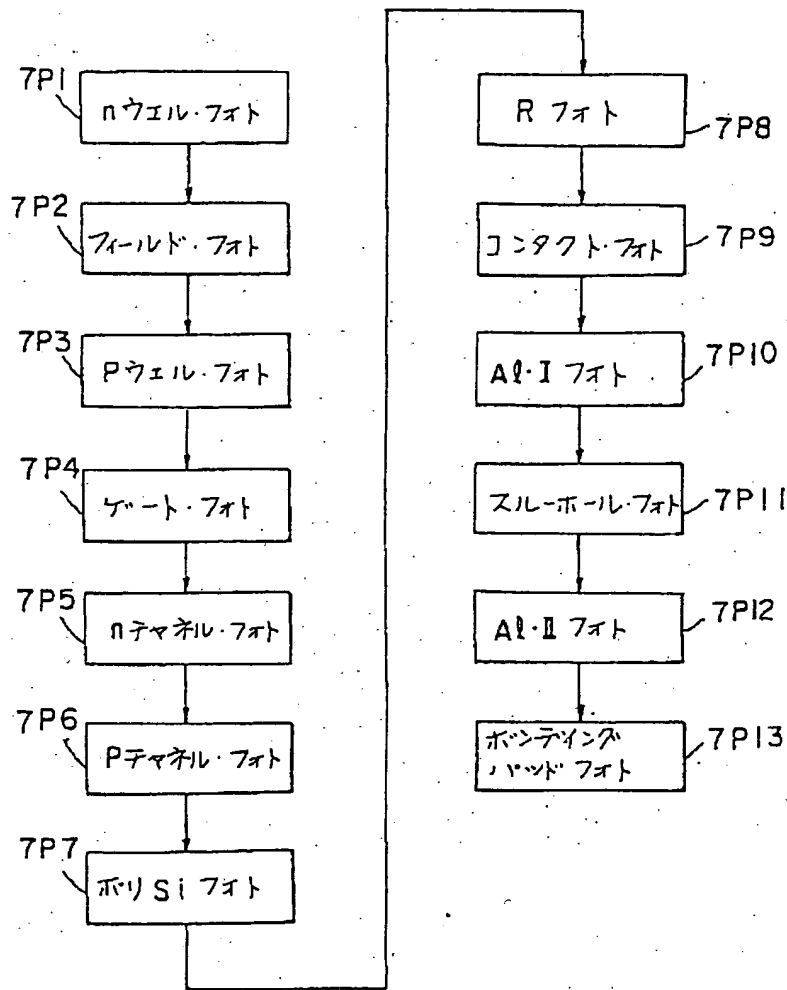 7P1
nウエル・フォト
7P2
フィールド・フォト
7P3
Pウェル・フォト
7P4
ゲート・フォト
7P5
nチャネル・フォト
7P6
Pチャネル・フォト
7P7
ポリSiフォト
Rフォト
7P8
コンタクト・フォト
7P9
Al・Iフォト
7P10
スルーホール・フォト
7P11
Al・IIフォト
7P12
ボンディング
パッドフォト
7P13